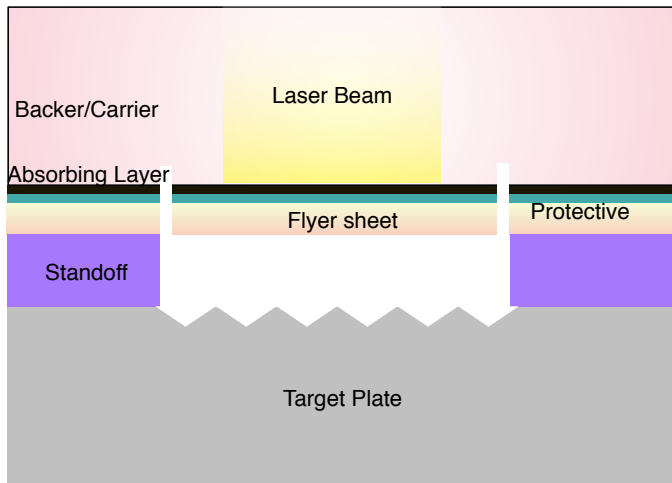 Laser Beam
Backer/Carrier
Absorbing Layer
Protective
Flyer sheet
Standoff
Target Plate